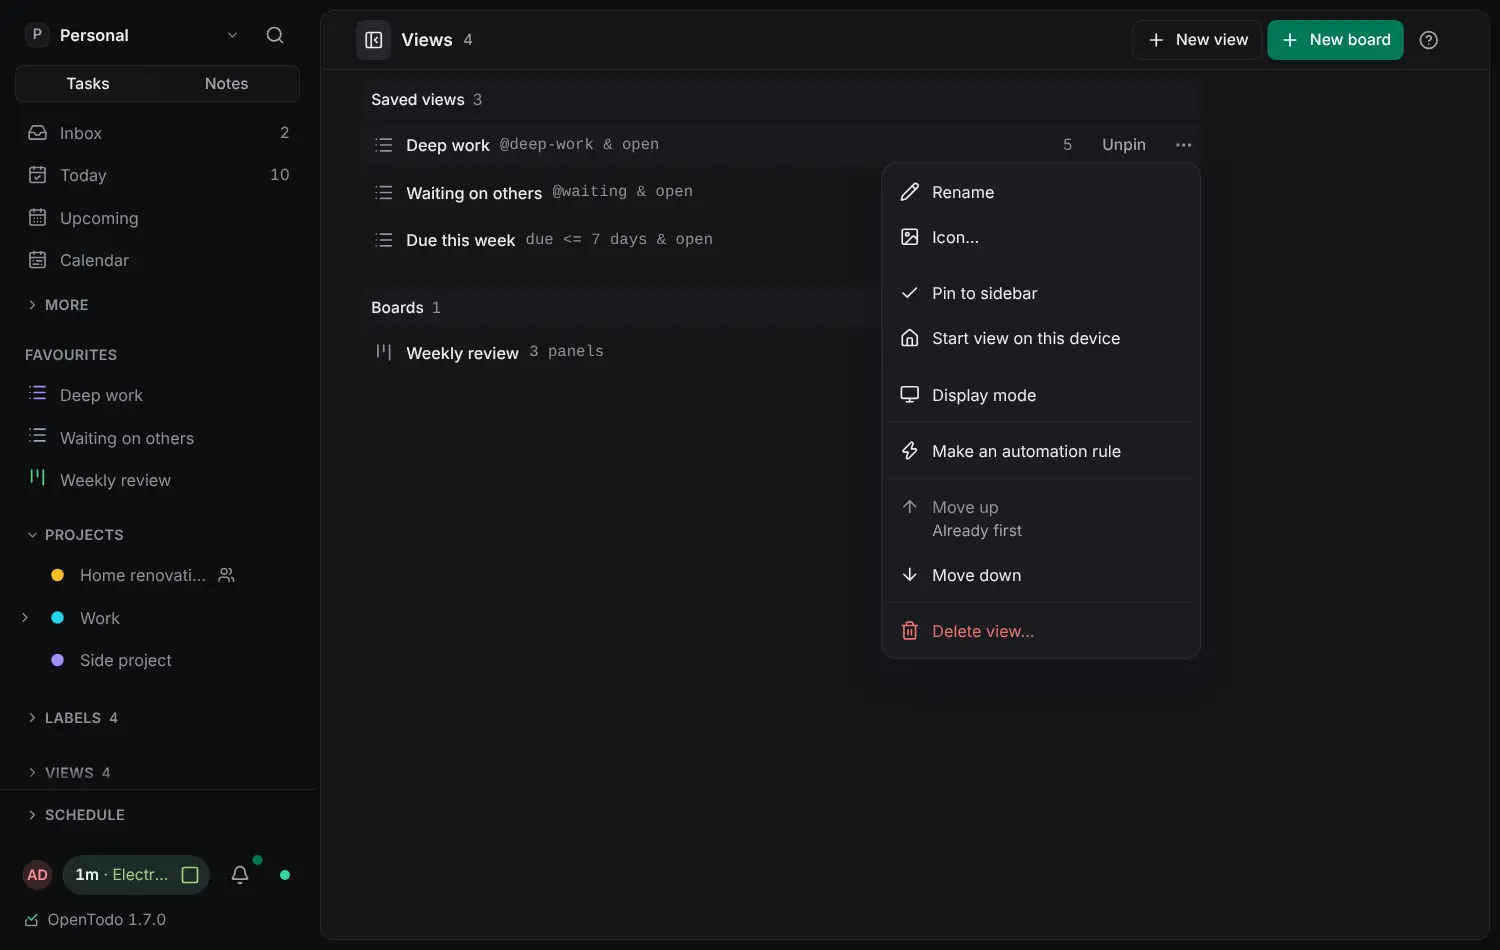 P Personal
Tasks Notes
Inbox 2
Today 10
Upcoming
Calendar
MORE
FAVOURITES
Deep work
Waiting on others
Weekly review
PROJECTS
Home renovati...
Work
Side project
LABELS 4
VIEWS 4
SCHEDULE
AD 1m · Electr...
OpenTodo 1.7.0
Views 4
New view
New board
Saved views 3
Deep work @deep-work & open 5 Unpin
Waiting on others @waiting & open
Due this week due <= 7 days & open
Boards 1
Weekly review 3 panels
Rename
Icon...
Pin to sidebar
Start view on this device
Display mode
Make an automation rule
Move up
Already first
Move down
Delete view...